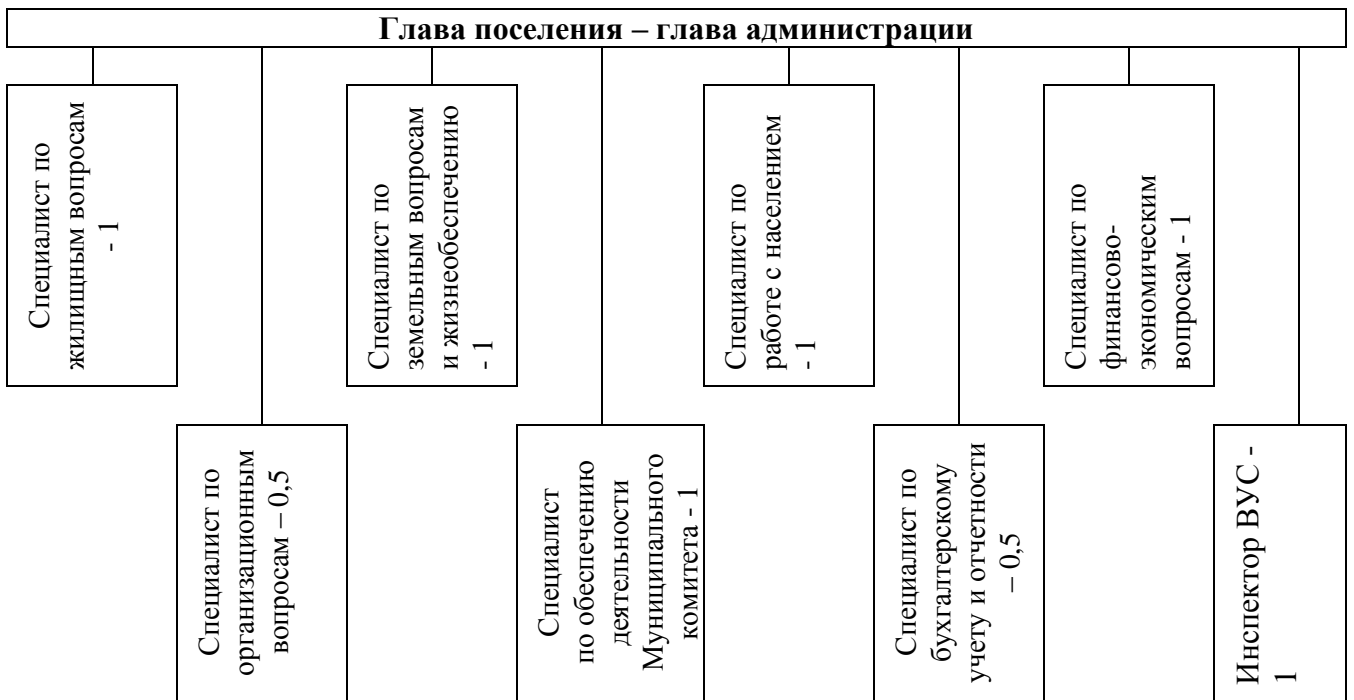 Глава поселения – глава администрации
Специалист по
жилищным вопросам
- 1
Специалист по
земельным вопросам
и жизнеобеспечению
- 1
Специалист по
работе с населением
- 1
Специалист по
финансово-
экономическим
вопросам - 1
Специалист по
организационным
вопросам – 0,5
Специалист
по обеспечению
деятельности
Муниципального
комитета - 1
Специалист по
бухгалтерскому
учету и отчетности
– 0,5
Инспектор ВУС -
1